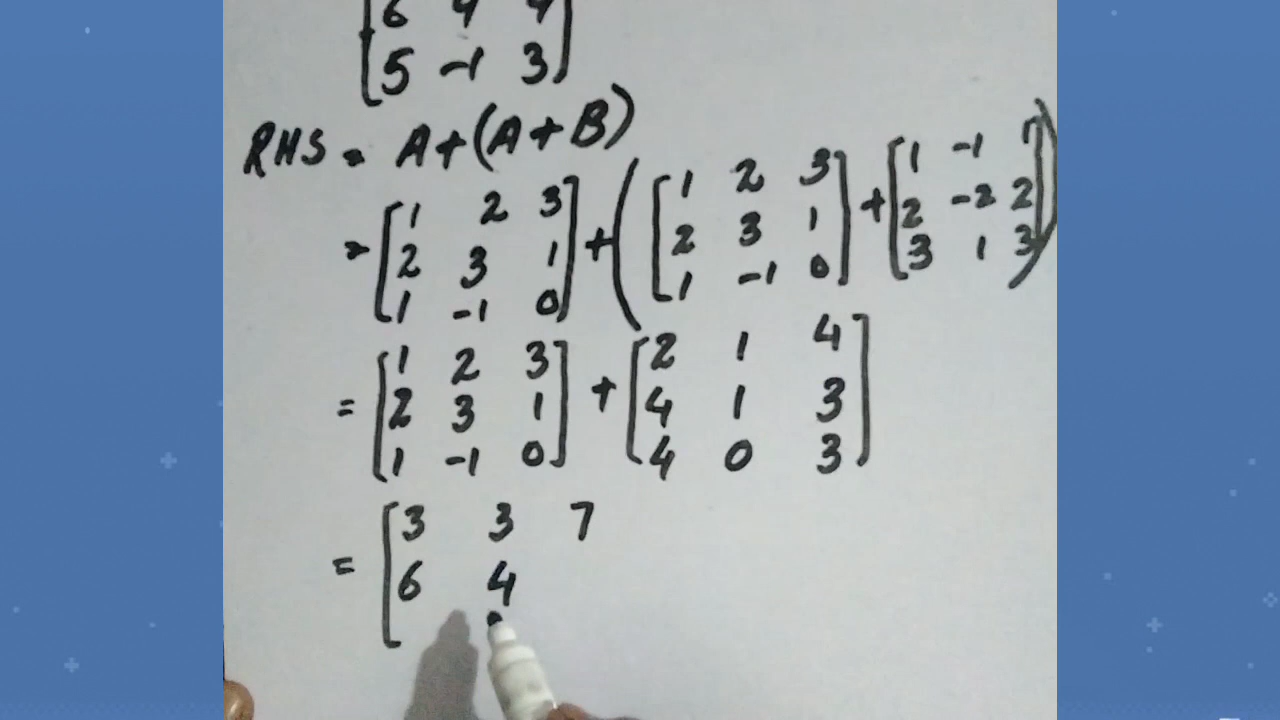 6 4 4
5 -1 3
RHS = A+(A+B)
= [1 2 3 + ([1 2 3 + [1 -1 1])
2 3 1 2 3 1 2 -2 2
1 -1 0] 1 -1 0] 3 1 3
= [1 2 3 + [2 1 4
2 3 1 4 1 3
1 -1 0] 4 0 3]
= [3 3 7
6 4